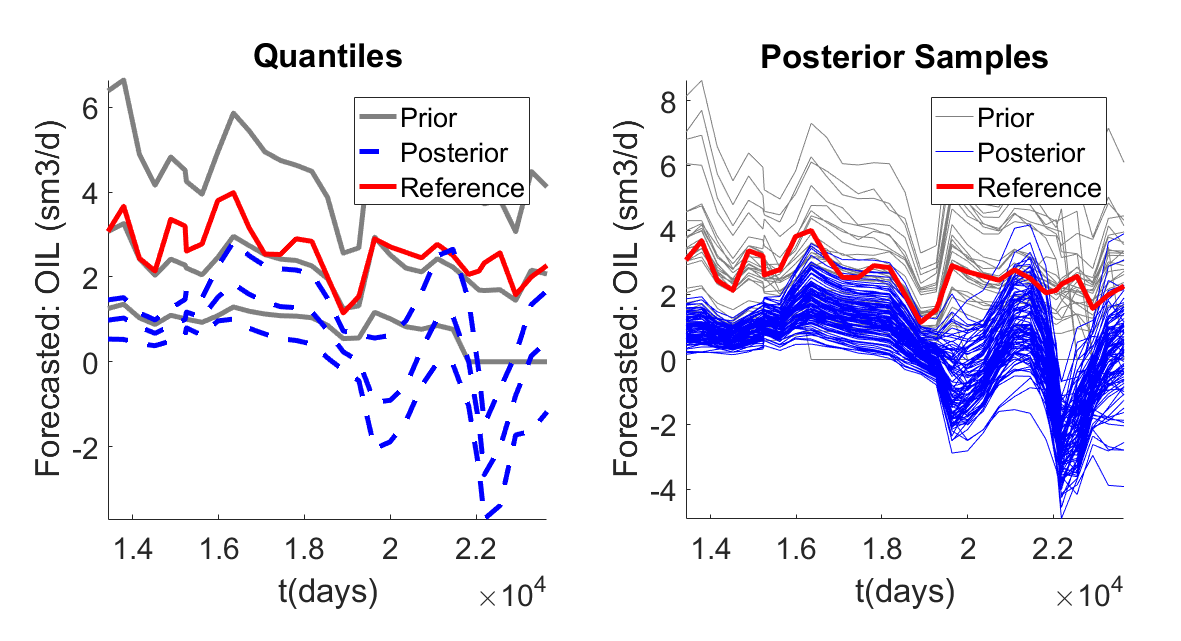 Quantiles
6
4
2
0
-2
Forecasted: OIL (sm3/d)
Prior
Posterior
Reference
1.4
1.6
1.8
2
2.2
t(days)
×10^4
Posterior Samples
8
6
4
2
0
-2
-4
Forecasted: OIL (sm3/d)
Prior
Posterior
Reference
1.4
1.6
1.8
2
2.2
t(days)
×10^4